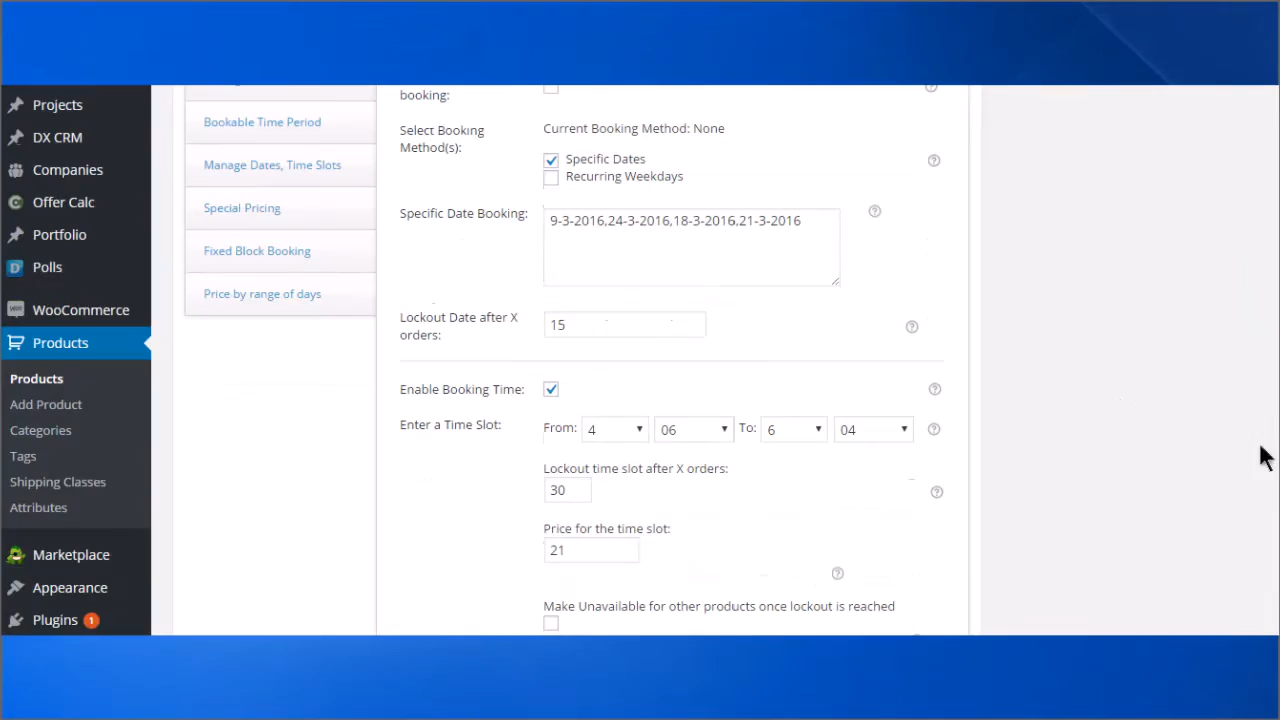 Projects
DX CRM
Companies
Offer Calc
Portfolio
Polls
WooCommerce
Products
Products
Add Product
Categories
Tags
Shipping Classes
Attributes
Marketplace
Appearance
Plugins 1
Bookable Time Period
Manage Dates, Time Slots
Special Pricing
Fixed Block Booking
Price by range of days
booking:
Select Booking
Method(s):
Current Booking Method: None
Specific Dates
Recurring Weekdays
Specific Date Booking:
9-3-2016,24-3-2016,18-3-2016,21-3-2016
Lockout Date after X
orders:
15
Enable Booking Time:
Enter a Time Slot:
From: 4 06 To: 6 04
Lockout time slot after X orders:
30
Price for the time slot:
21
Make Unavailable for other products once lockout is reached